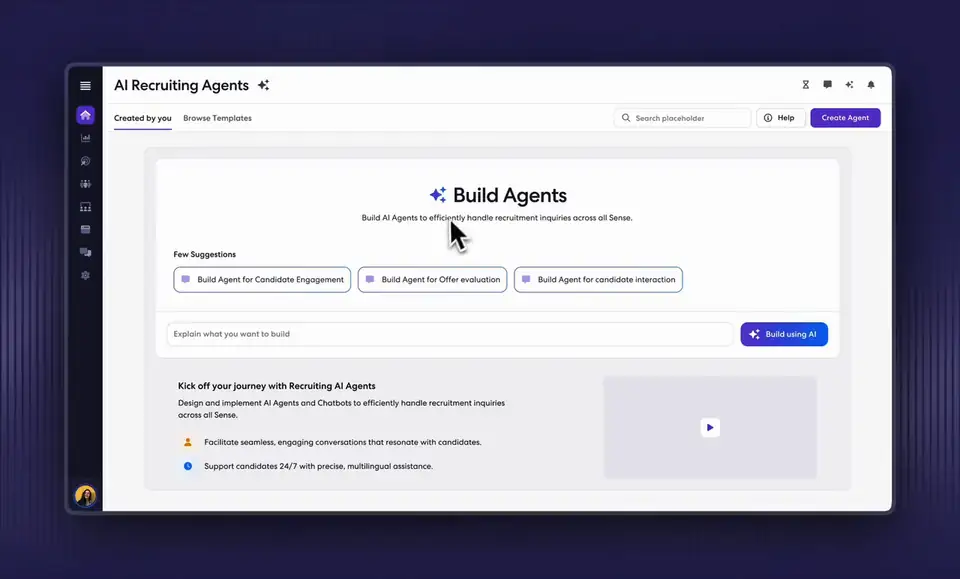 AI Recruiting Agents
Created by you
Browse Templates
Search placeholder
Help
Create Agent
Build Agents
Build AI Agents to efficiently handle recruitment inquiries across all Sense.
Few Suggestions
Build Agent for Candidate Engagement
Build Agent for Offer evaluation
Build Agent for candidate interaction
Explain what you want to build
Build using AI
Kick off your journey with Recruiting AI Agents
Design and implement AI Agents and Chatbots to efficiently handle recruitment inquiries
across all Sense.
Facilitate seamless, engaging conversations that resonate with candidates.
Support candidates 24/7 with precise, multilingual assistance.